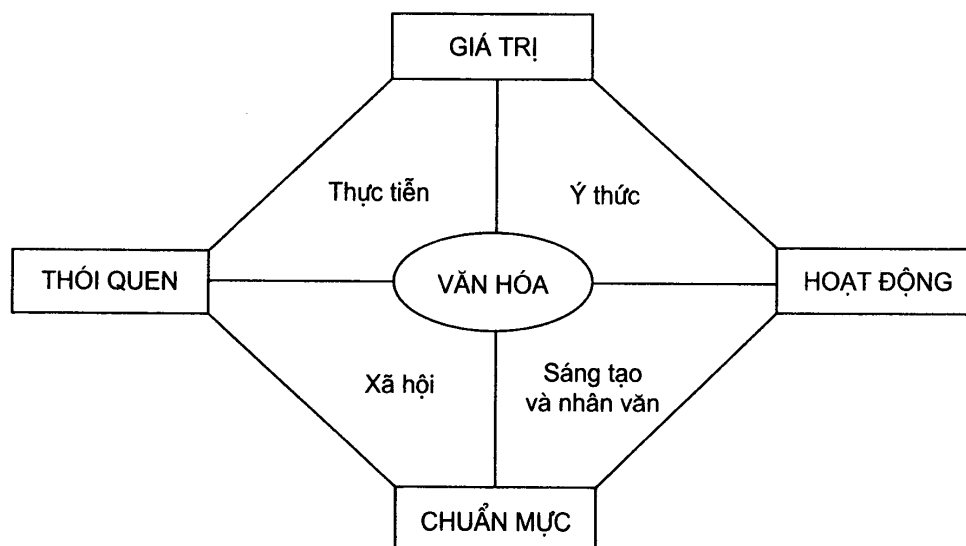 GIÁ TRỊ
Thực tiễn
Ý thức
THÓI QUEN
VĂN HÓA
HOẠT ĐỘNG
Xã hội
Sáng tạo
và nhân văn
CHUẨN MỰC